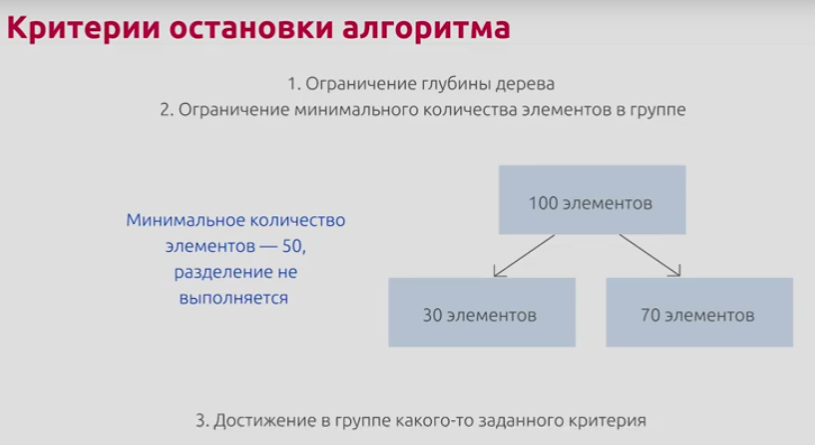 Критерии остановки алгоритма
1. Ограничение глубины дерева
2. Ограничение минимального количества элементов в группе
100 элементов
Минимальное количество
элементов — 50,
разделение не
выполняется
30 элементов
70 элементов
3. Достижение в группе какого-то заданного критерия